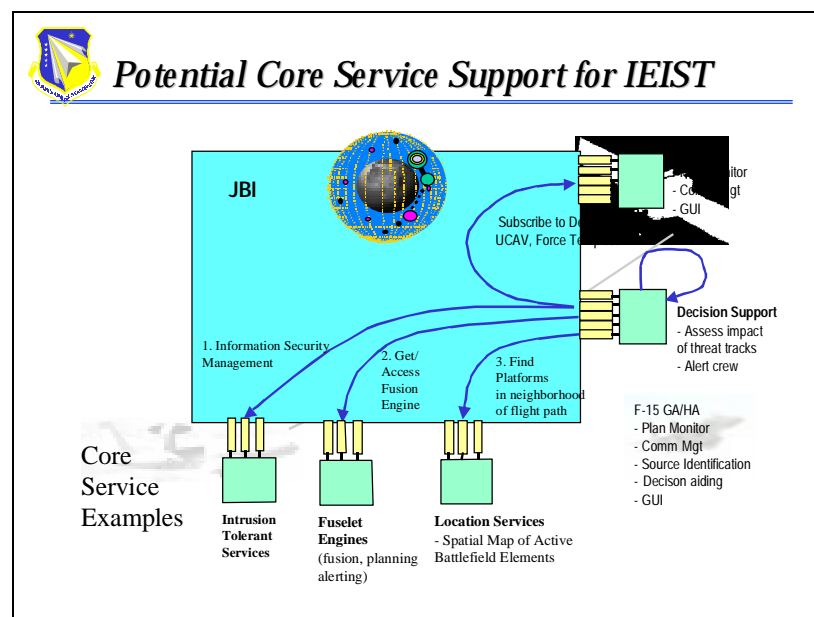 Potential Core Service Support for IEIST
JBI
Subscribe to
UCAV, Force
- GUI
1. Information Security
Management
2. Get/
Access
Fusion
Engine
3. Find
Platforms
in neighborhood
of flight path
Decision Support
- Assess impact
of threat tracks
- Alert crew
F-15 GA/HA
- Plan Monitor
- Comm Mgt
- Source Identification
- Decison aiding
- GUI
Core
Service
Examples
Intrusion
Tolerant
Services
Fuselet
Engines
(fusion, planning
alerting)
Location Services
- Spatial Map of Active
Battlefield Elements